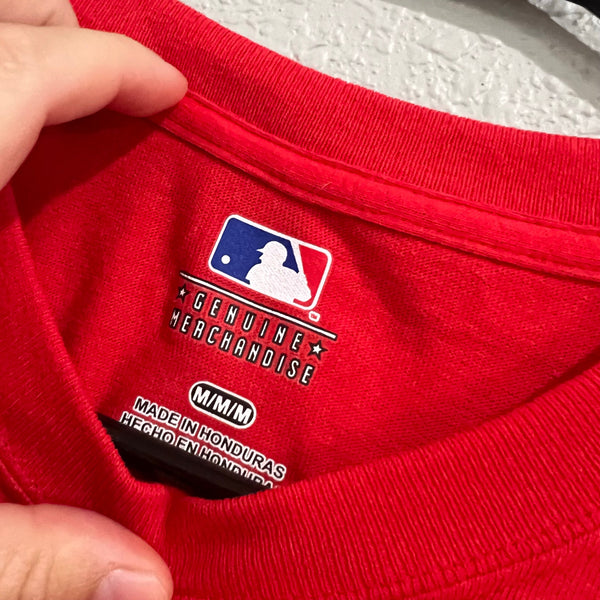 GENUINE
MERCHANDISE
M/M/M
MADE IN HONDURAS
HECHO EN HONDURAS